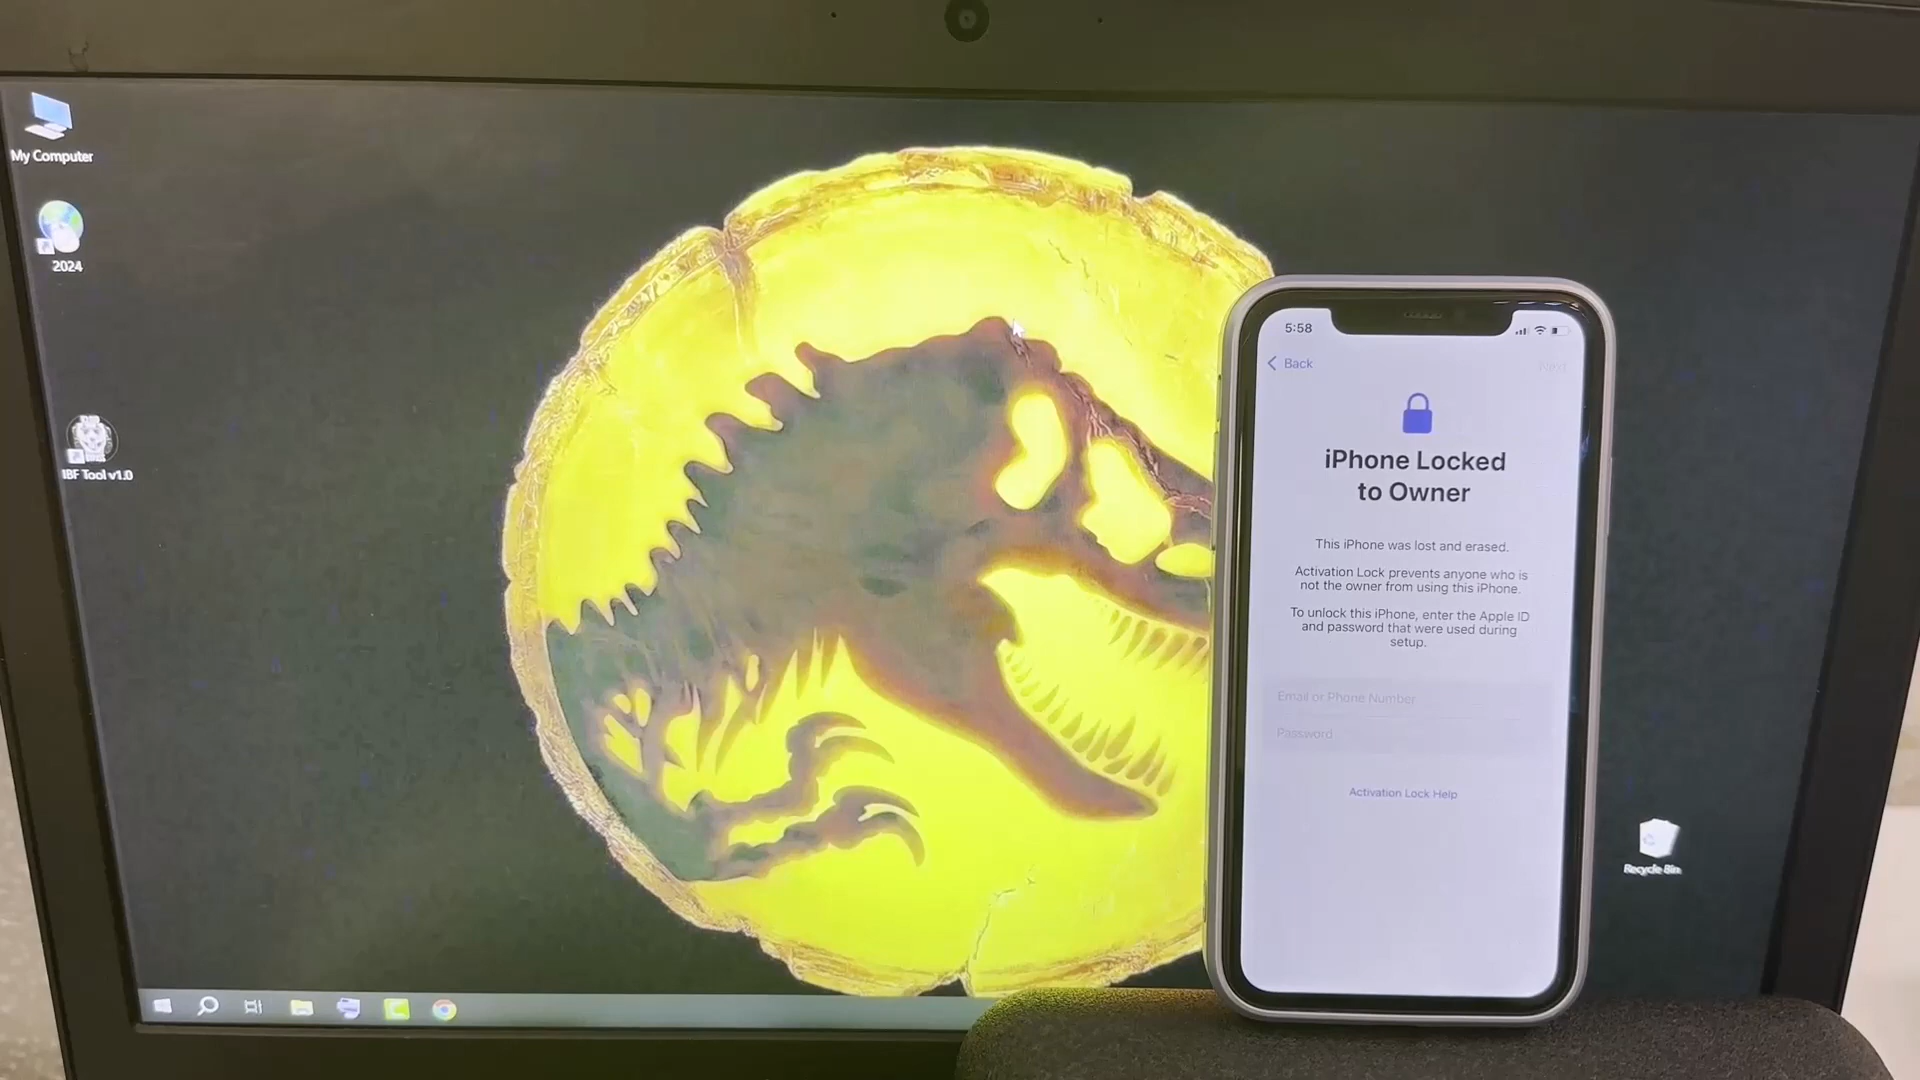 My Computer
2024
IBF Tool v1.0
Recycle Bin
5:58
Back
Next
iPhone Locked
to Owner
This iPhone was lost and erased.
Activation Lock prevents anyone who is
not the owner from using this iPhone.
To unlock this iPhone, enter the Apple ID
and password that were used during
setup.
Email or Phone Number
Password
Activation Lock Help